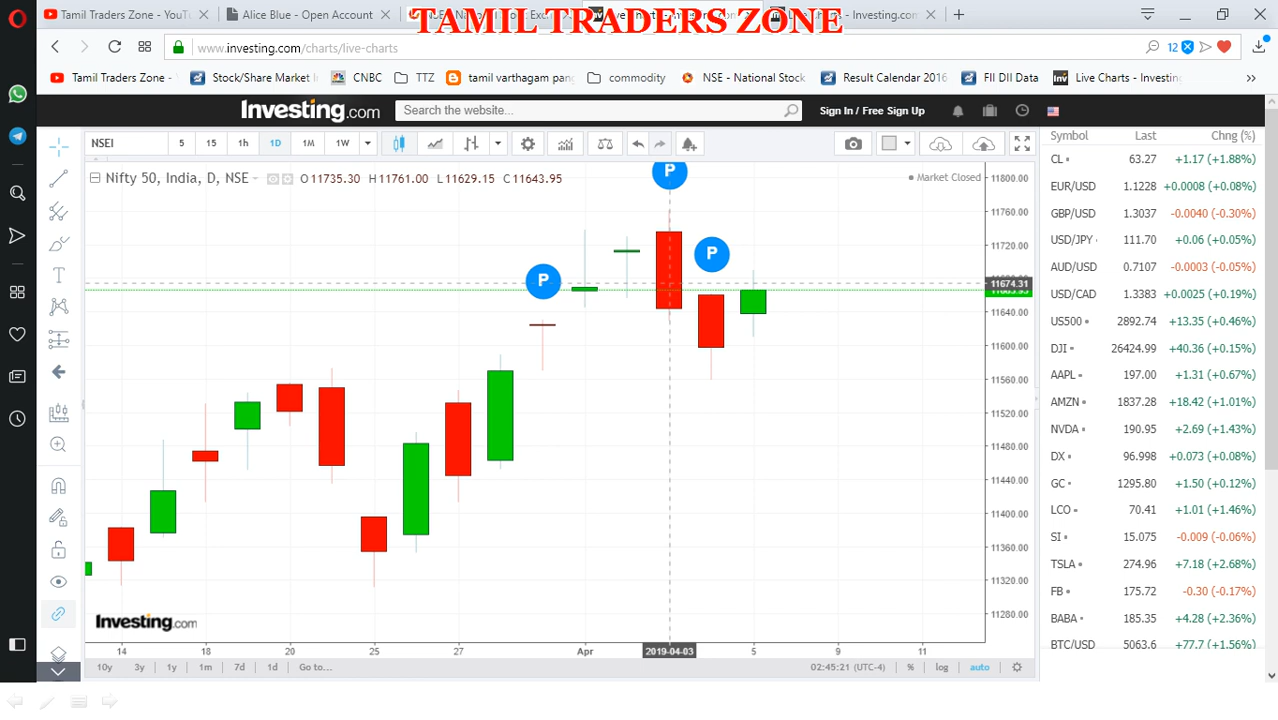 Tamil Traders Zone - YouT
Alice Blue - Open Account
TAMIL TRADERS ZONE
Live Charts - Investing.com
www.investing.com/charts/live-charts
12
Tamil Traders Zone -
Stock/Share Market I
CNBC
TTZ
tamil varthagam pan
commodity
NSE - National Stock
Result Calendar 2016
FII DII Data
Live Charts - Investin
»
Investing.com
Search the website...
Sign In / Free Sign Up
NSEI
5
15
1h
1D
1M
1W
Nifty 50, India, D, NSE
O 11735.30 H 11761.00 L 11629.15 C 11643.95
Market Closed
P
P
P
11800.00
11760.00
11720.00
11674.31
11640.00
11600.00
11560.00
11520.00
11480.00
11440.00
11400.00
11360.00
11320.00
11280.00
Investing.com
14
18
20
25
27
Apr
2019-04-03
5
9
11
10y
3y
1y
1m
7d
1d
Go to...
02:45:21 (UTC-4)
%
log
auto
Symbol Last Chng (%)
CL 63.27 +1.17 (+1.88%)
EUR/USD 1.1228 +0.0008 (+0.08%)
GBP/USD 1.3037 -0.0040 (-0.30%)
USD/JPY 111.70 +0.06 (+0.05%)
AUD/USD 0.7107 -0.0003 (-0.05%)
USD/CAD 1.3383 +0.0025 (+0.19%)
US500 2892.74 +13.35 (+0.46%)
DJI 26424.99 +40.36 (+0.15%)
AAPL 197.00 +1.31 (+0.67%)
AMZN 1837.28 +18.42 (+1.01%)
NVDA 190.95 +2.69 (+1.43%)
DX 96.998 +0.073 (+0.08%)
GC 1295.80 +1.50 (+0.12%)
LCO 70.41 +1.01 (+1.46%)
SI 15.075 -0.009 (-0.06%)
TSLA 274.96 +7.18 (+2.68%)
FB 175.72 -0.30 (-0.17%)
BABA 185.35 +4.28 (+2.36%)
BTC/USD 5063.6 +77.7 (+1.56%)